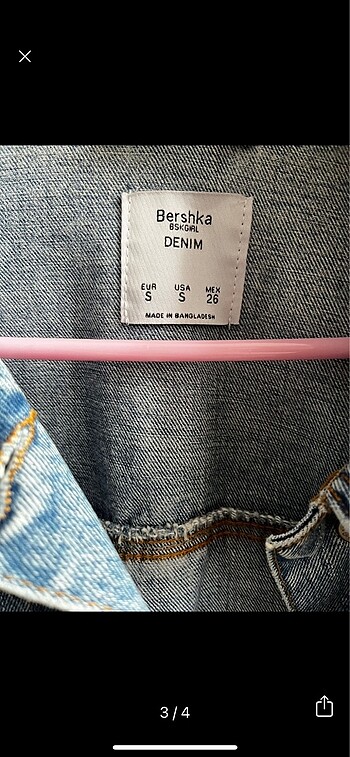 Bershka
BSKGIRL
DENIM
EUR USA MEX
S S 26
MADE IN BANGLADESH
3/4